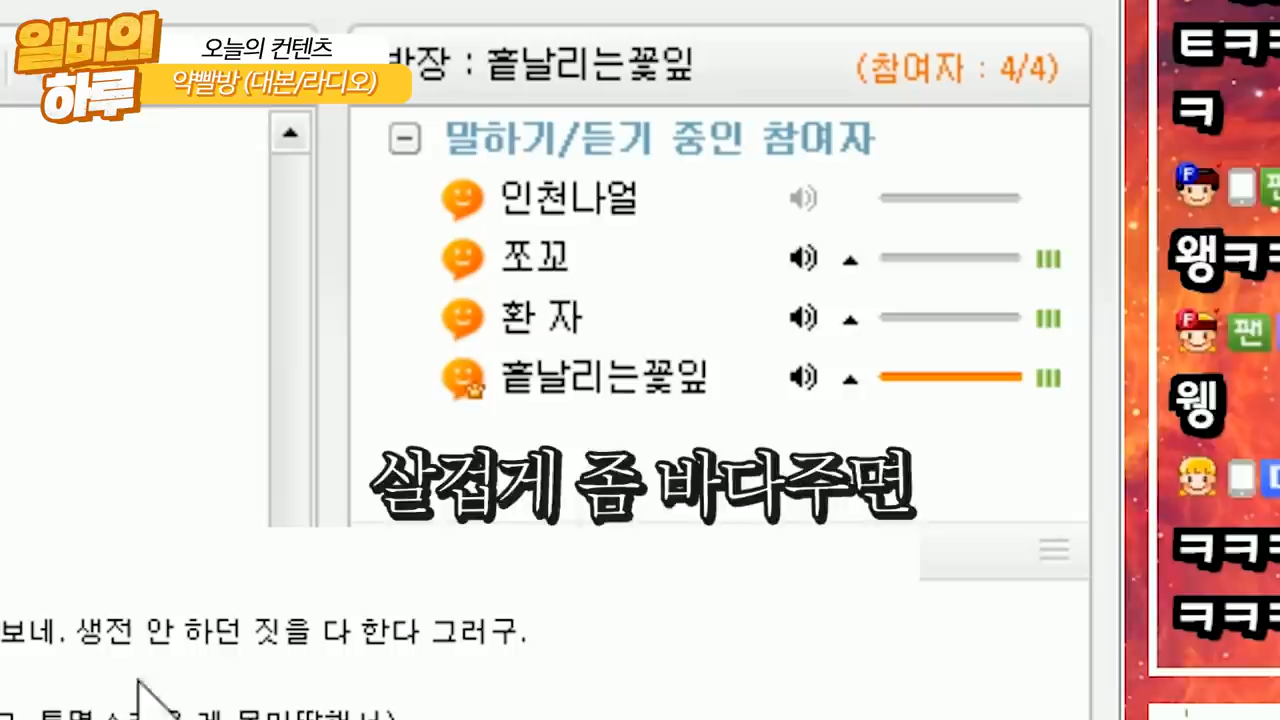 일비의
하루
오늘의 컨텐츠
약빨방 (대본/라디오)
방장 : 흩날리는꽃잎
(참여자 : 4/4)
말하기/듣기 중인 참여자
인천나얼
쪼꼬
환 자
흩날리는꽃잎
살겁게 좀 바다주면
보네. 생전 안 하던 짓을 다 한다 그러구.
ㅌㅋㅋ
ㅋ
F
팬
왱ㅋㅋ
F
팬
웽
ㅋㅋㅋ
ㅋㅋㅋ